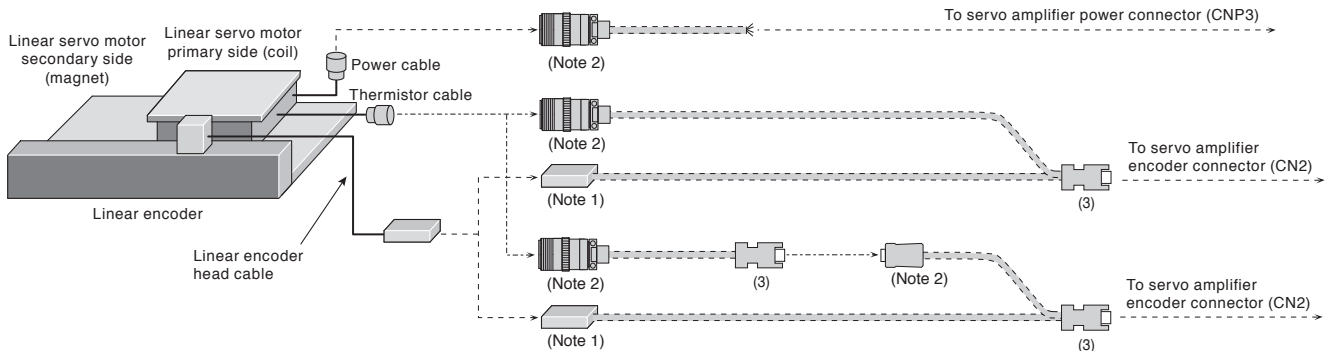 Linear servo motor
secondary side
(magnet)
Linear servo motor
primary side (coil)
Power cable
Thermistor cable
Linear encoder
Linear encoder
head cable
(Note 2)
To servo amplifier power connector (CNP3)
(Note 2)
(Note 1)
(3)
To servo amplifier
encoder connector (CN2)
(Note 2)
(3)
(Note 2)
(Note 1)
(3)
To servo amplifier
encoder connector (CN2)